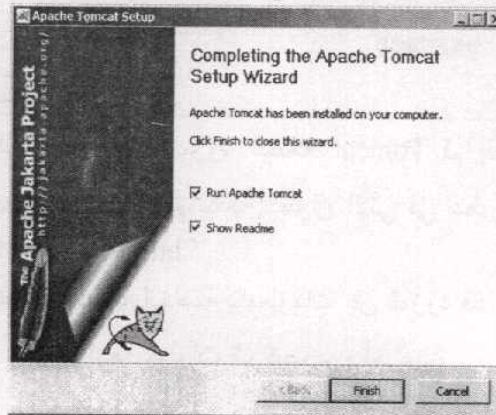 Apache Tomcat Setup
The Apache Jakarta Project
http://jakarta.apache.org/
Completing the Apache Tomcat
Setup Wizard
Apache Tomcat has been installed on your computer.
Click Finish to close this wizard.
Run Apache Tomcat
Show Readme
< Back
Finish
Cancel